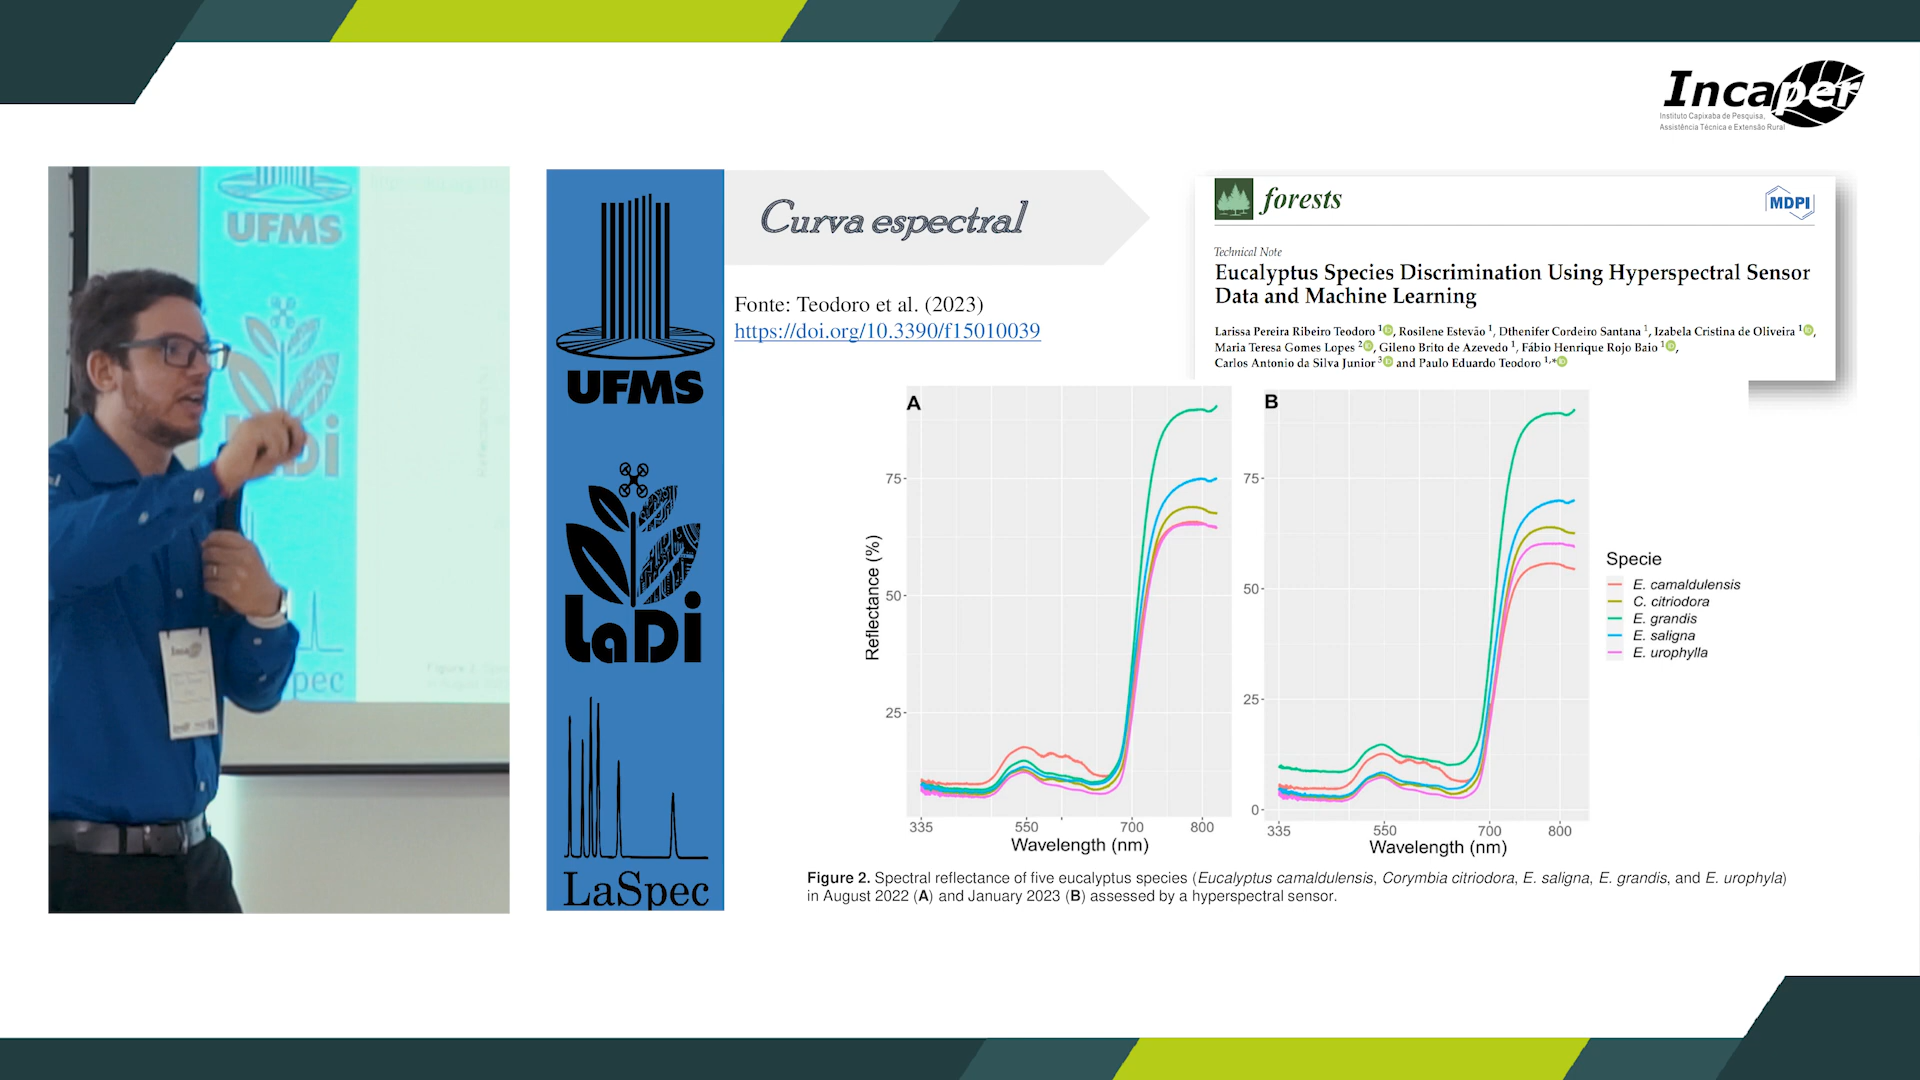 Incaper
Instituto Capixaba de Pesquisa,
Assistência Técnica e Extensão Rural
UFMS
LaDi
pec
Incaper
UFMS
LaDi
LaSpec
Curva espectral
Fonte: Teodoro et al. (2023)
https://doi.org/10.3390/f15010039
forests
MDPI
Technical Note
Eucalyptus Species Discrimination Using Hyperspectral Sensor
Data and Machine Learning
Larissa Pereira Ribeiro Teodoro 1, Rosilene Estevão 1, Dthenifer Cordeiro Santana 1, Izabela Cristina de Oliveira 1,
Maria Teresa Gomes Lopes 2, Gileno Brito de Azevedo 1, Fábio Henrique Rojo Baio 1,
Carlos Antonio da Silva Junior 3 and Paulo Eduardo Teodoro 1,*
A
75
50
25
Reflectance (%)
335 550 700 800
Wavelength (nm)
B
75
50
25
0
335 550 700 800
Wavelength (nm)
Specie
E. camaldulensis
C. citriodora
E. grandis
E. saligna
E. urophylla
Figure 2. Spectral reflectance of five eucalyptus species (Eucalyptus camaldulensis, Corymbia citriodora, E. saligna, E. grandis, and E. urophyla)
in August 2022 (A) and January 2023 (B) assessed by a hyperspectral sensor.